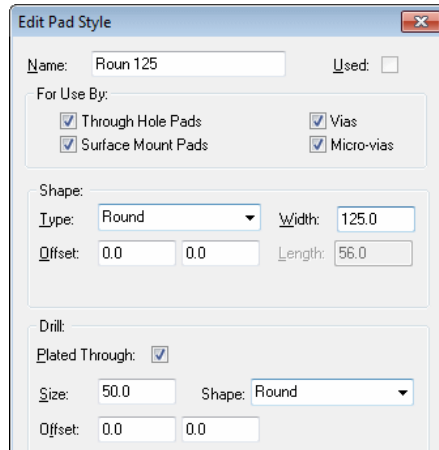 Edit Pad Style
Name: Roun 125 Used:
For Use By:
Through Hole Pads Vias
Surface Mount Pads Micro-vias
Shape:
Type: Round Width: 125.0
Offset: 0.0 0.0 Length: 56.0
Drill:
Plated Through:
Size: 50.0 Shape: Round
Offset: 0.0 0.0